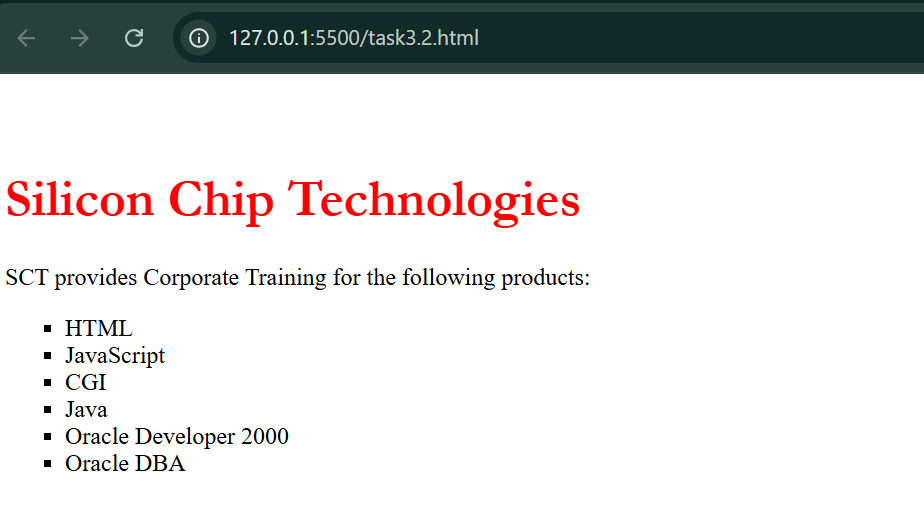 127.0.0.1:5500/task3.2.html
Silicon Chip Technologies
SCT provides Corporate Training for the following products:
HTML
JavaScript
CGI
Java
Oracle Developer 2000
Oracle DBA